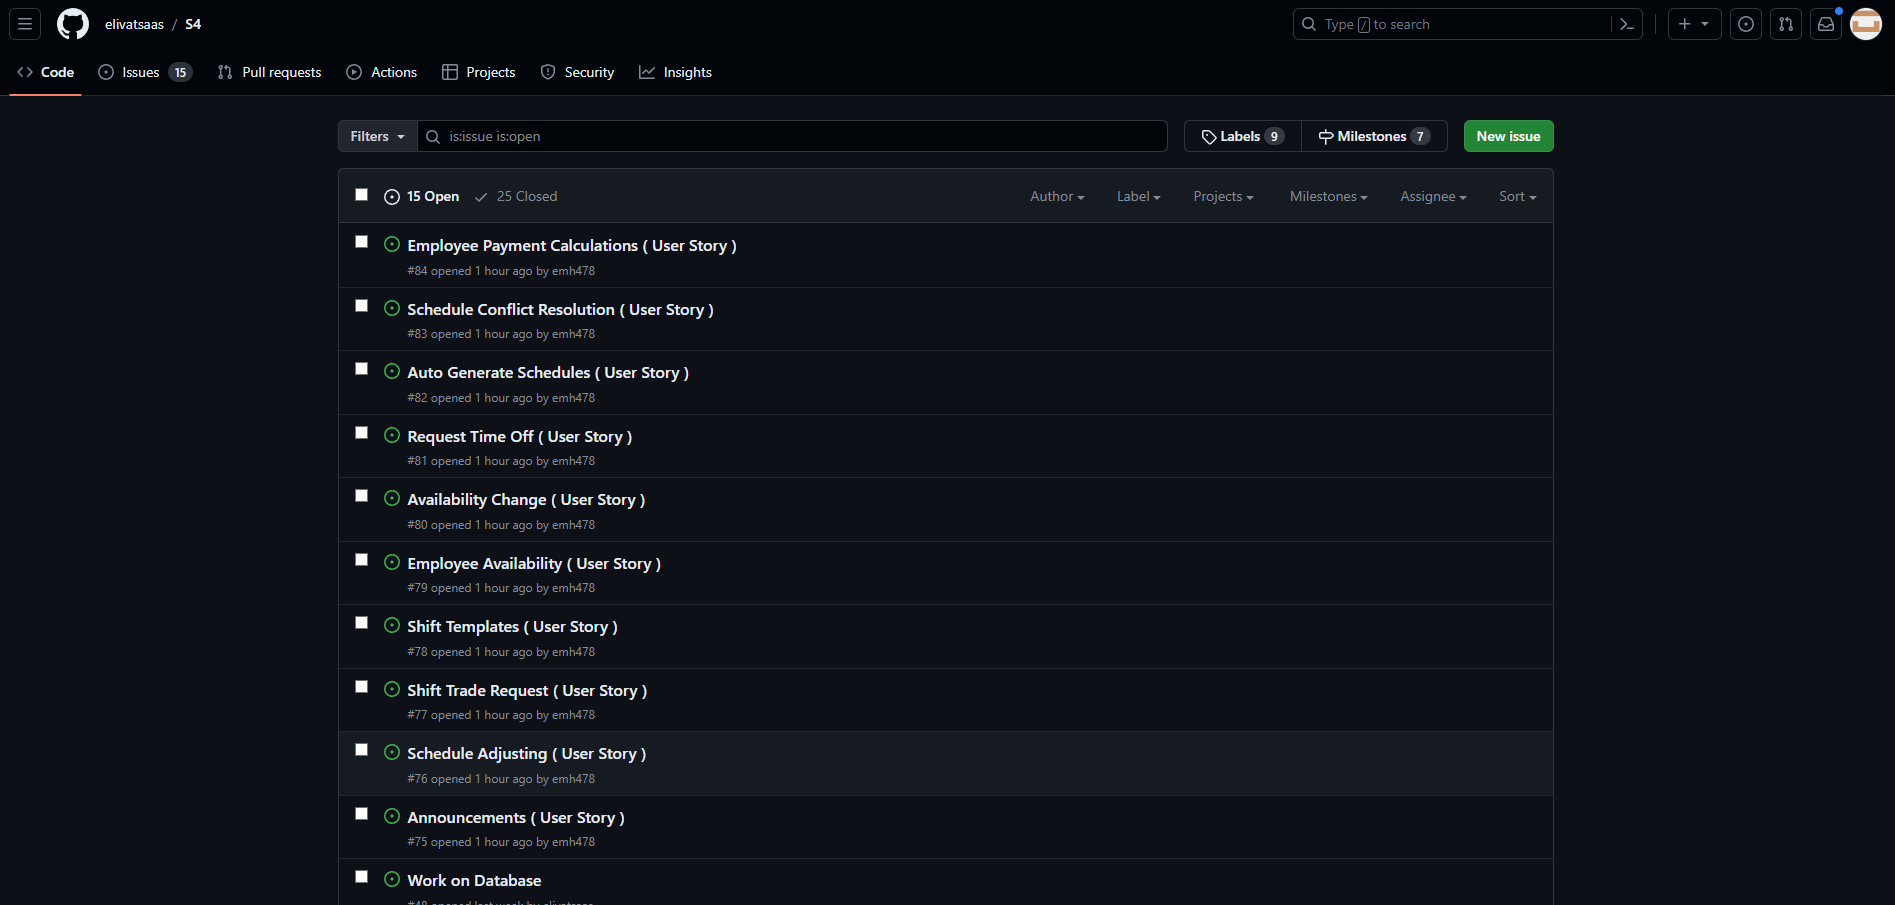 elivatsaas / S4
Type / to search
Code
Issues 15
Pull requests
Actions
Projects
Security
Insights
Filters
is:issue is:open
Labels 9
Milestones 7
New issue
15 Open
25 Closed
Author
Label
Projects
Milestones
Assignee
Sort
Employee Payment Calculations ( User Story )
#84 opened 1 hour ago by emh478
Schedule Conflict Resolution ( User Story )
#83 opened 1 hour ago by emh478
Auto Generate Schedules ( User Story )
#82 opened 1 hour ago by emh478
Request Time Off ( User Story )
#81 opened 1 hour ago by emh478
Availability Change ( User Story )
#80 opened 1 hour ago by emh478
Employee Availability ( User Story )
#79 opened 1 hour ago by emh478
Shift Templates ( User Story )
#78 opened 1 hour ago by emh478
Shift Trade Request ( User Story )
#77 opened 1 hour ago by emh478
Schedule Adjusting ( User Story )
#76 opened 1 hour ago by emh478
Announcements ( User Story )
#75 opened 1 hour ago by emh478
Work on Database
#48 opened last week by elivatsaas